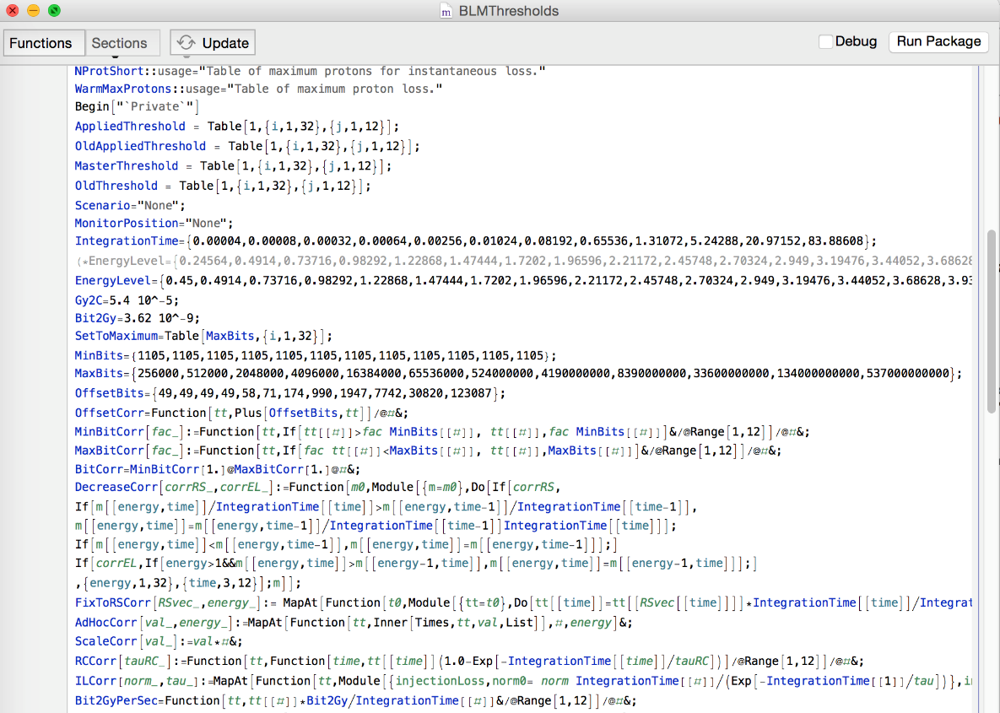 BLMThresholds
Functions Sections Update Debug Run Package
NProtShort::usage="Table of maximum protons for instantaneous loss."
WarmMaxProtons::usage="Table of maximum proton loss."
Begin["`Private`"]
AppliedThreshold = Table[1,{i,1,32},{j,1,12}];
OldAppliedThreshold = Table[1,{i,1,32},{j,1,12}];
MasterThreshold = Table[1,{i,1,32},{j,1,12}];
OldThreshold = Table[1,{i,1,32},{j,1,12}];
Scenario="None";
MonitorPosition="None";
IntegrationTime={0.00004,0.00008,0.00032,0.00064,0.00256,0.01024,0.08192,0.65536,1.31072,5.24288,20.97152,83.88608};
(*EnergyLevel={0.24564,0.4914,0.73716,0.98292,1.22868,1.47444,1.7202,1.96596,2.21172,2.45748,2.70324,2.949,3.19476,3.44052,3.68628
EnergyLevel={0.45,0.4914,0.73716,0.98292,1.22868,1.47444,1.7202,1.96596,2.21172,2.45748,2.70324,2.949,3.19476,3.44052,3.68628,3.93
Gy2C=5.4 10^-5;
Bit2Gy=3.62 10^-9;
SetToMaximum=Table[MaxBits,{i,1,32}];
MinBits={1105,1105,1105,1105,1105,1105,1105,1105,1105,1105,1105,1105};
MaxBits={256000,512000,2048000,4096000,16384000,65536000,524000000,4190000000,8390000000,33600000000,134000000000,537000000000};
OffsetBits={49,49,49,49,58,71,174,990,1947,7742,30820,123087};
OffsetCorr=Function[tt,Plus[OffsetBits,tt]]/@#&;
MinBitCorr[fac_]:=Function[tt,If[tt[[#]]>fac MinBits[[#]], tt[[#]],fac MinBits[[#]]]&/@Range[1,12]]/@#&;
MaxBitCorr[fac_]:=Function[tt,If[fac tt[[#]]<MaxBits[[#]], tt[[#]],MaxBits[[#]]]&/@Range[1,12]]/@#&;
BitCorr=MinBitCorr[1.]@MaxBitCorr[1.]@#&;
DecreaseCorr[corrRS_,corrEL_]:=Function[m0,Module[{m=m0},Do[If[corrRS,
If[m[[energy,time]]/IntegrationTime[[time]]>m[[energy,time-1]]/IntegrationTime[[time-1]],
m[[energy,time]]=m[[energy,time-1]]/IntegrationTime[[time-1]]IntegrationTime[[time]]];
If[m[[energy,time]]<m[[energy,time-1]],m[[energy,time]]=m[[energy,time-1]]];]
If[corrEL,If[energy>1&&m[[energy,time]]>m[[energy-1,time]],m[[energy,time]]=m[[energy-1,time]]];]
,{energy,1,32},{time,3,12}];m]];
FixToRSCorr[RSvec_,energy_]:= MapAt[Function[t0,Module[{tt=t0},Do[tt[[time]]=tt[[RSvec[[time]]]]*IntegrationTime[[time]]/Integrat
AdHocCorr[val_,energy_]:=MapAt[Function[tt,Inner[Times,tt,val,List]],#,energy]&;
ScaleCorr[val_]:=val*#&;
RCCorr[tauRC_]:=Function[tt,Function[time,tt[[time]](1.0-Exp[-IntegrationTime[[time]]/tauRC])]/@Range[1,12]]/@#&;
ILCorr[norm_,tau_]:=MapAt[Function[tt,Module[{injectionLoss,norm0= norm IntegrationTime[[#]]/(Exp[-IntegrationTime[[1]]/tau])},i
Bit2GyPerSec=Function[tt,tt[[#]]*Bit2Gy/IntegrationTime[[#]]&/@Range[1,12]]/@#&;